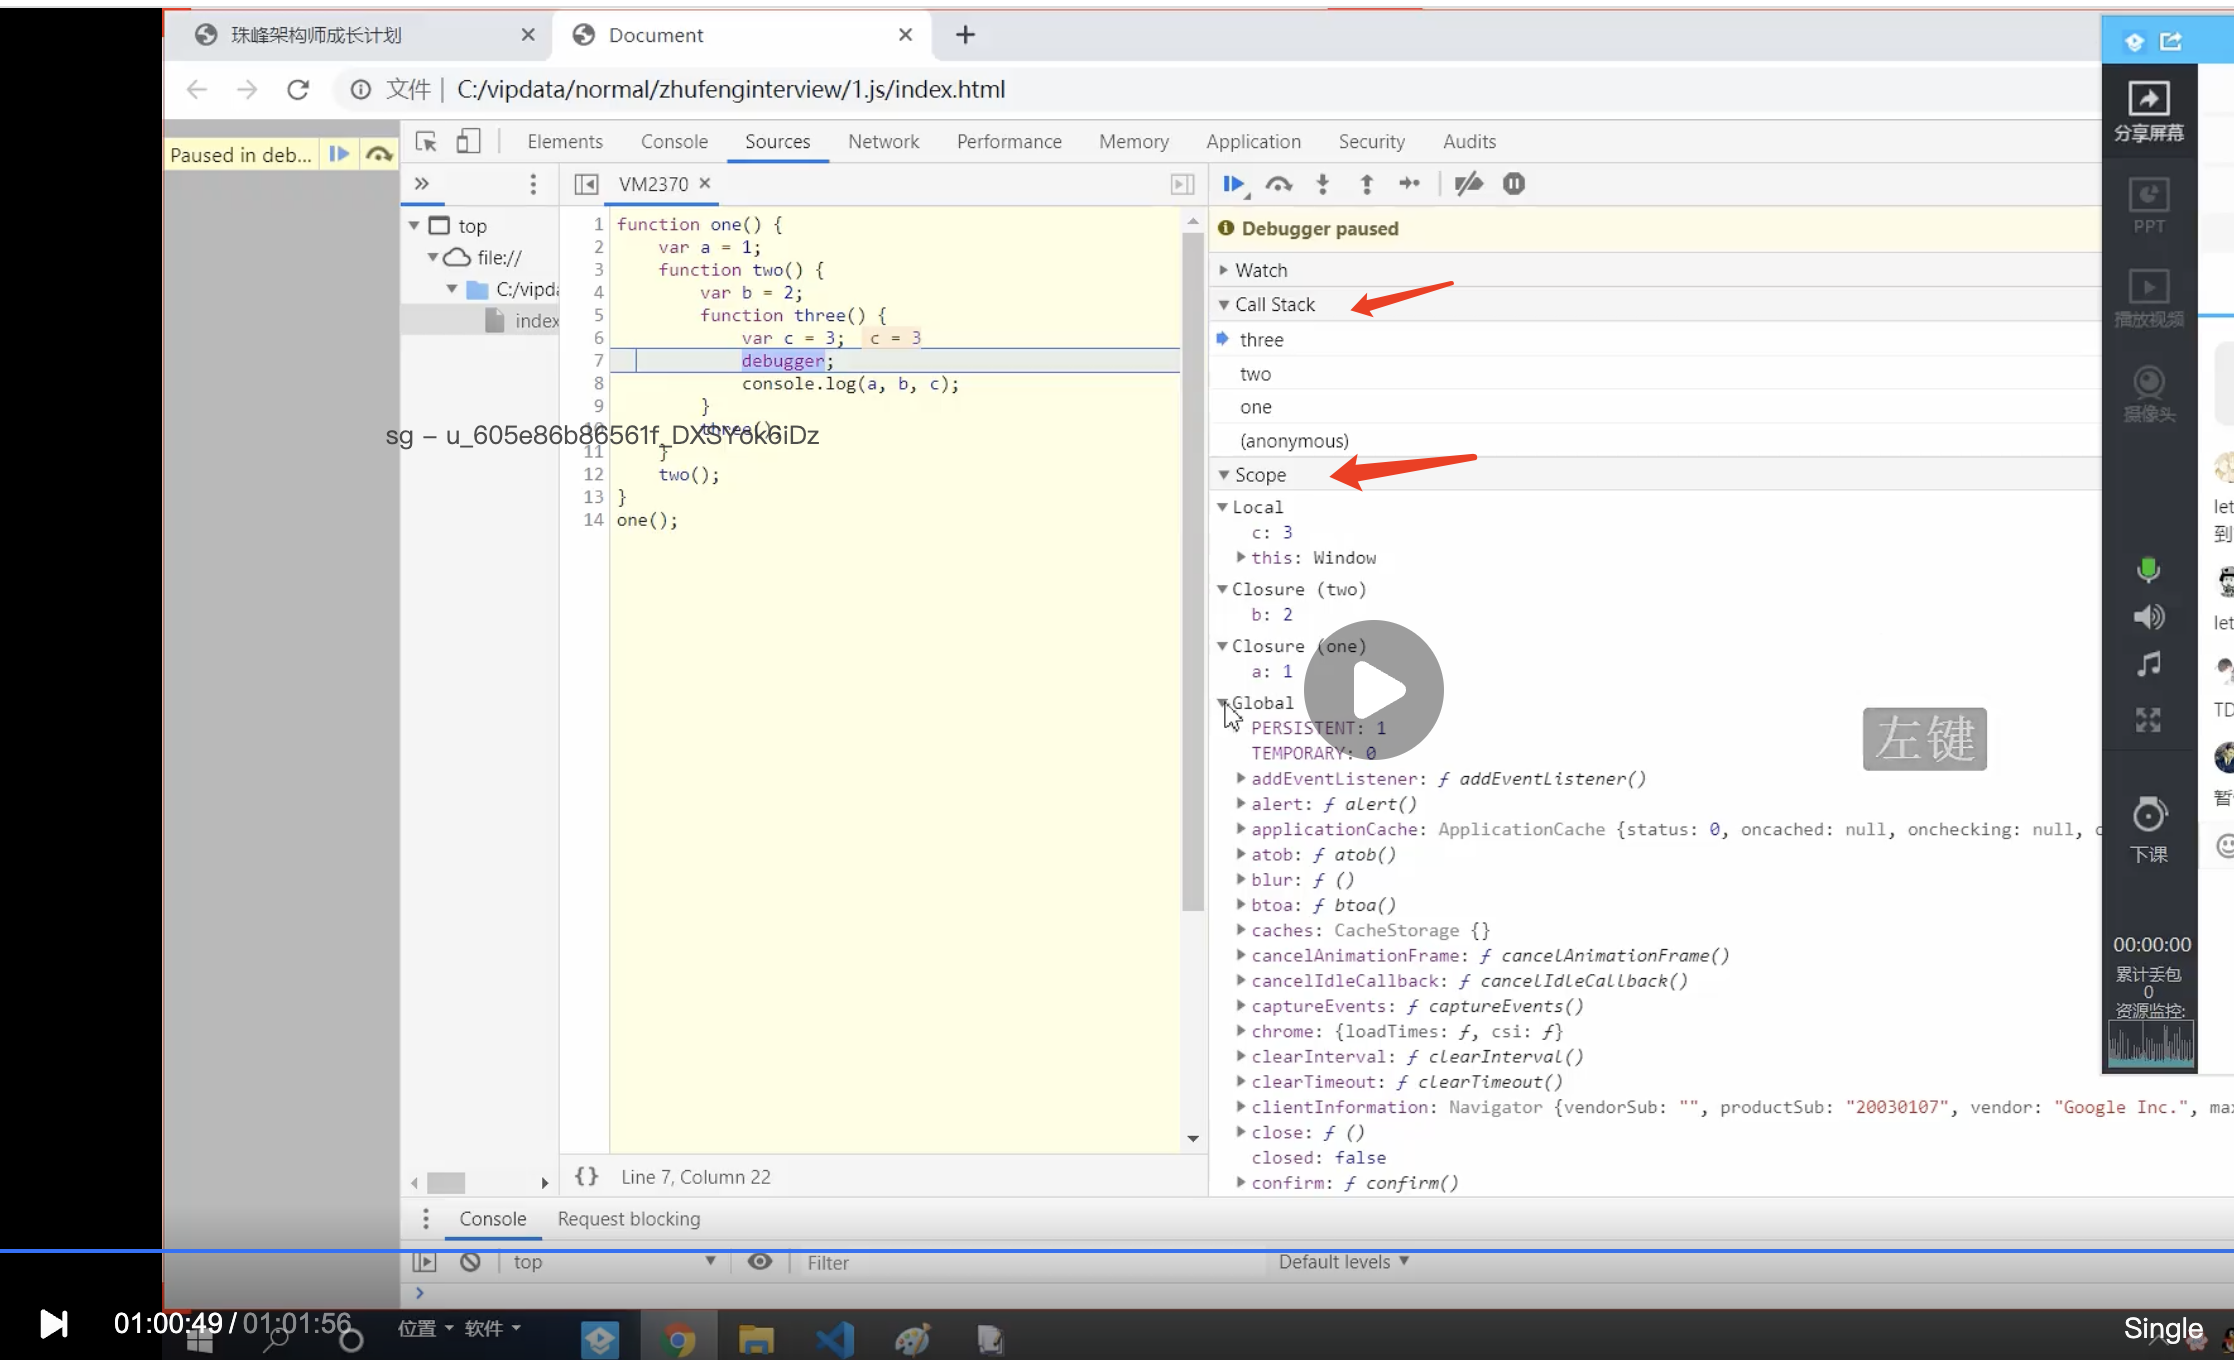 珠峰架构师成长计划
Document
文件 | C:/vipdata/normal/zhufenginterview/1.js/index.html
Paused in deb...
Elements Console Sources Network Performance Memory Application Security Audits
VM2370
top
file://
C:/vipda
index
1 function one() {
2 var a = 1;
3 function two() {
4 var b = 2;
5 function three() {
6 var c = 3; c = 3
7 debugger;
8 console.log(a, b, c);
9 }
sg – u_605e86b86561f_DXSYok6iDz
11 }
12 two();
13 }
14 one();
{} Line 7, Column 22
Debugger paused
Watch
Call Stack
three
two
one
(anonymous)
Scope
Local
c: 3
this: Window
Closure (two)
b: 2
Closure (one)
a: 1
Global
PERSISTENT: 1
TEMPORARY: 0
addEventListener: ƒ addEventListener()
alert: ƒ alert()
applicationCache: ApplicationCache {status: 0, oncached: null, onchecking: null,
atob: ƒ atob()
blur: ƒ ()
btoa: ƒ btoa()
caches: CacheStorage {}
cancelAnimationFrame: ƒ cancelAnimationFrame()
cancelIdleCallback: ƒ cancelIdleCallback()
captureEvents: ƒ captureEvents()
chrome: {loadTimes: ƒ, csi: ƒ}
clearInterval: ƒ clearInterval()
clearTimeout: ƒ clearTimeout()
clientInformation: Navigator {vendorSub: "", productSub: "20030107", vendor: "Google Inc.", max
close: ƒ ()
closed: false
confirm: ƒ confirm()
左键
分享屏幕
PPT
播放视频
摄像头
下课
00:00:00
累计丢包
0
资源监控:
let
到
let
TD
暂
Console Request blocking
top Filter Default levels
01:00:49 / 01:01:56
位置 软件
Single